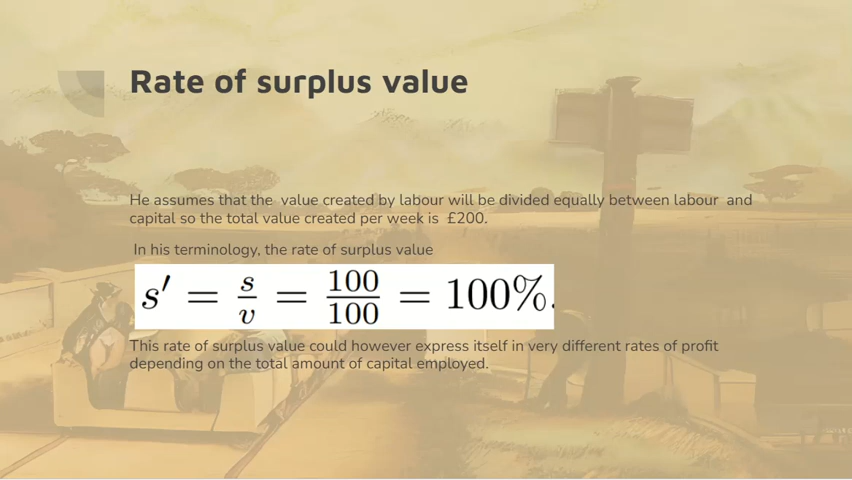 Rate of surplus value
He assumes that the value created by labour will be divided equally between labour and
capital so the total value created per week is £200.
In his terminology, the rate of surplus value
s′ = s/v = 100/100 = 100%.
This rate of surplus value could however express itself in very different rates of profit
depending on the total amount of capital employed.